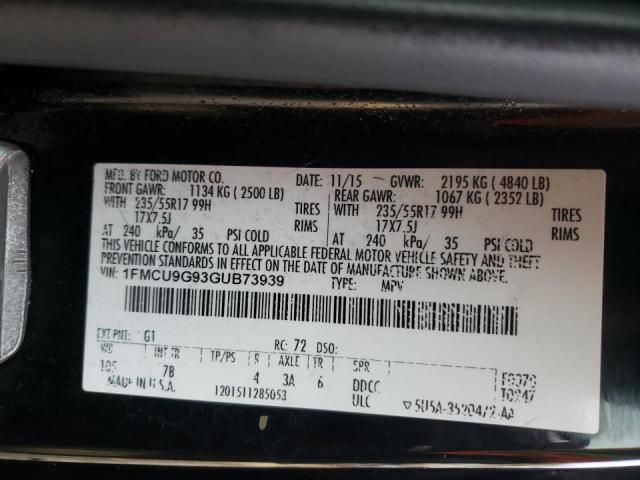 MFD. BY FORD MOTOR CO.
DATE: 11/15 GVWR: 2195 KG ( 4840 LB)
FRONT GAWR: 1134 KG ( 2500 LB) REAR GAWR: 1067 KG ( 2352 LB)
WITH 235/55R17 99H TIRES WITH 235/55R17 99H TIRES
17X7.5J RIMS 17X7.5J RIMS
AT 240 kPa/ 35 PSI COLD AT 240 kPa/ 35 PSI COLD
THIS VEHICLE CONFORMS TO ALL APPLICABLE FEDERAL MOTOR VEHICLE SAFETY AND THEFT
PREVENTION STANDARDS IN EFFECT ON THE DATE OF MANUFACTURE SHOWN ABOVE.
VIN: 1FMCU9G93GUB73939 TYPE: MPV
EXT PNT: G1 RC: 72 DSO:
WB INT TR TP/PS R AXLE TR SPR
105 7B 4 3A 6 DDCC
MADE IN U.S.A. 1201511285053 ULC